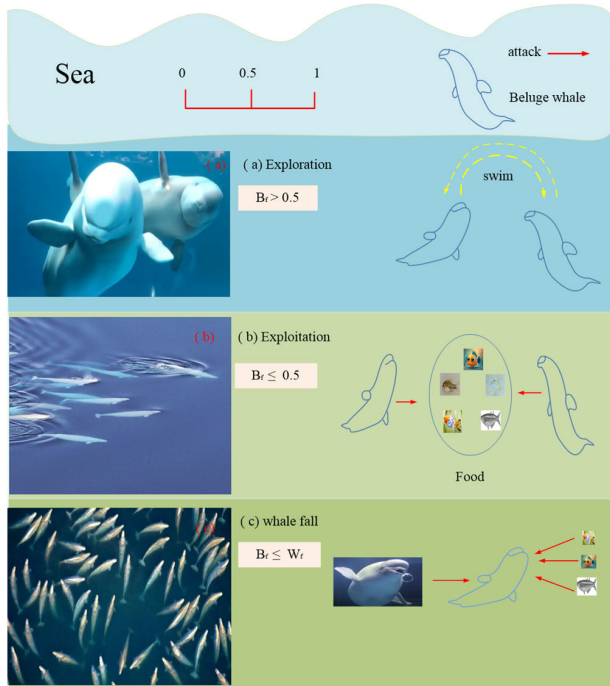 Sea
0 0.5 1
attack
Beluge whale
( a) Exploration
Bf > 0.5
swim
( b )
( b ) Exploitation
Bf ≤ 0.5
Food
( c ) whale fall
Bf ≤ Wf